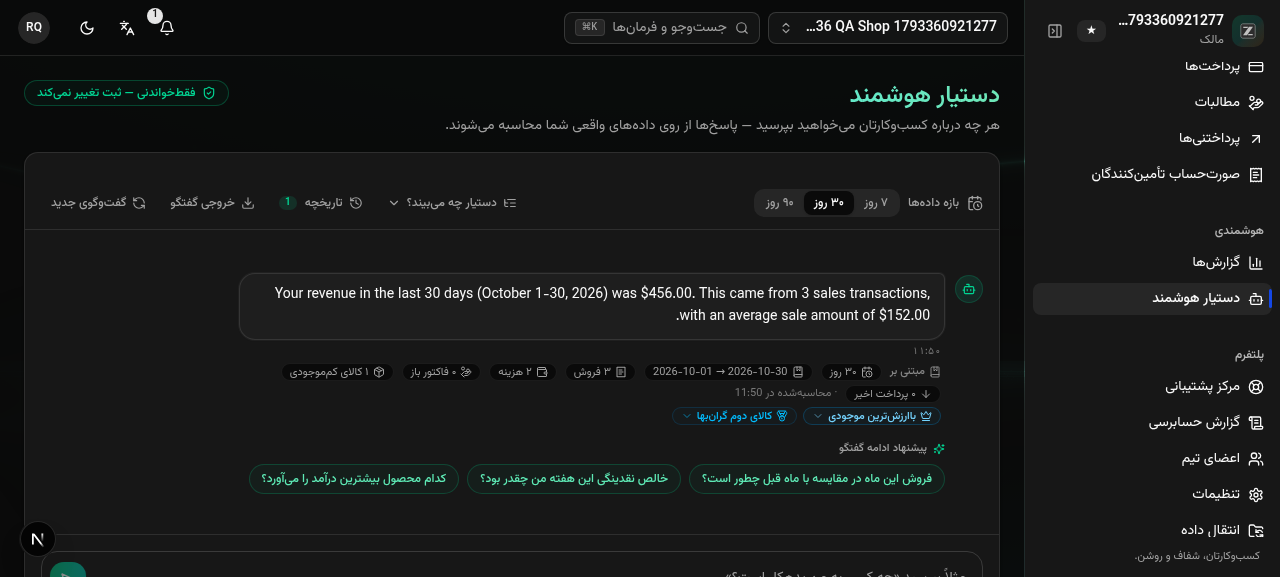 …793360921277
مالک
پرداخت‌ها
مطالبات
پرداختنی‌ها
صورت‌حساب تأمین‌کنندگان
هوشمندی
گزارش‌ها
دستیار هوشمند
پلتفرم
مرکز پشتیبانی
گزارش حسابرسی
اعضای تیم
تنظیمات
انتقال داده
کسب‌وکارتان، شفاف و روشن.
…36 QA Shop 1793360921277
جست‌وجو و فرمان‌ها
⌘K
1
RQ
دستیار هوشمند
فقط‌خواندنی — ثبت تغییر نمی‌کند
هر چه درباره کسب‌وکارتان می‌خواهید بپرسید — پاسخ‌ها از روی داده‌های واقعی شما محاسبه می‌شوند.
بازه داده‌ها
۷ روز
۳۰ روز
۹۰ روز
دستیار چه می‌بیند؟
تاریخچه 1
خروجی گفتگو
گفت‌وگوی جدید
Your revenue in the last 30 days (October 1-30, 2026) was $456.00. This came from 3 sales transactions,
with an average sale amount of $152.00.
۱۱:۵۰
مبتنی بر
۳۰ روز
2026-10-01 → 2026-10-30
۳ فروش
۲ هزینه
۰ فاکتور باز
۱ کالای کم‌موجودی
۰ پرداخت اخیر
· محاسبه‌شده در 11:50
باارزش‌ترین موجودی
کالای دوم گران‌بها
پیشنهاد ادامه گفتگو
فروش این ماه در مقایسه با ماه قبل چطور است؟
خالص نقدینگی این هفته من چقدر بود؟
کدام محصول بیشترین درآمد را می‌آورد؟
N